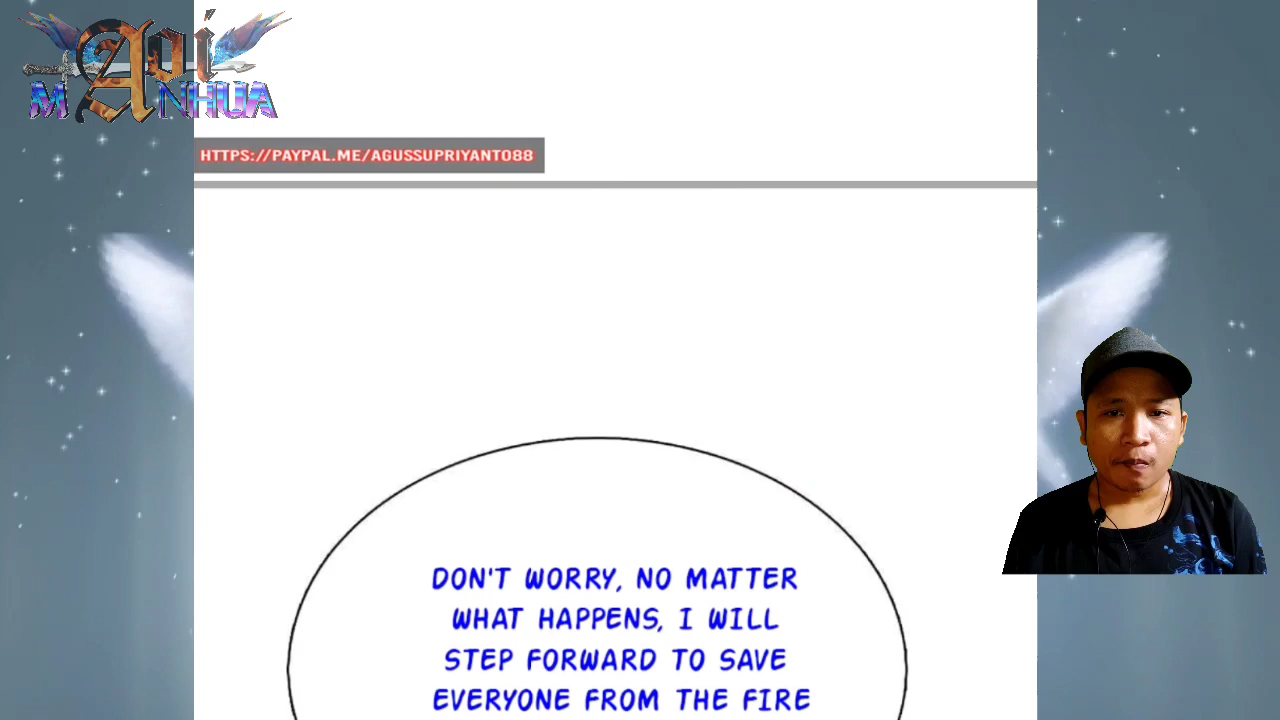 Api
MANHUA
HTTPS://PAYPAL.ME/AGUSSUPRIYANTO88
DON'T WORRY, NO MATTER
WHAT HAPPENS, I WILL
STEP FORWARD TO SAVE
EVERYONE FROM THE FIRE